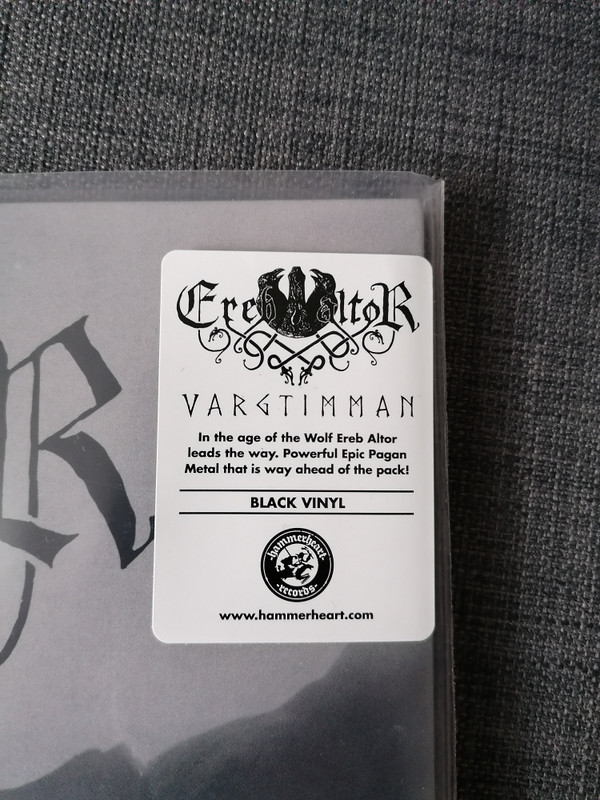 Ereb Altor
VARGTIMMAN
In the age of the Wolf Ereb Altor
leads the way. Powerful Epic Pagan
Metal that is way ahead of the pack!
BLACK VINYL
·hammerheart·
·records·
www.hammerheart.com
R